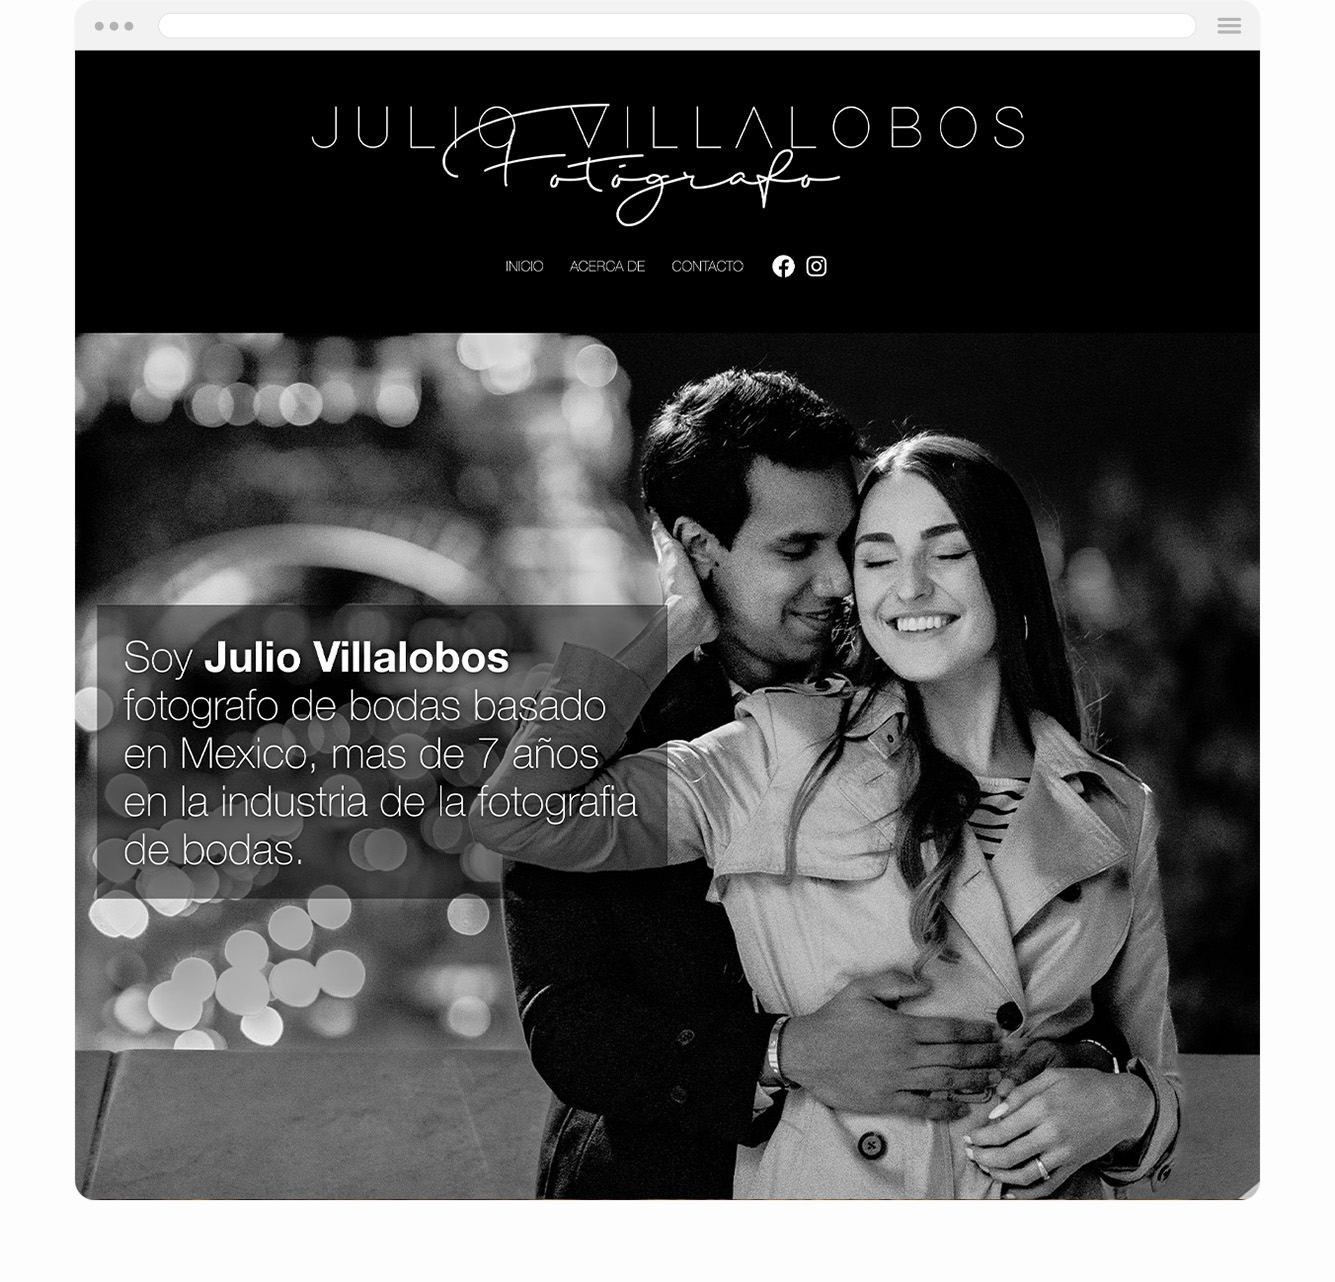 JULIO VILLALOBOS
Fotógrafo
INICIO ACERCA DE CONTACTO
Soy Julio Villalobos
fotografo de bodas basado
en Mexico, mas de 7 años
en la industria de la fotografia
de bodas.